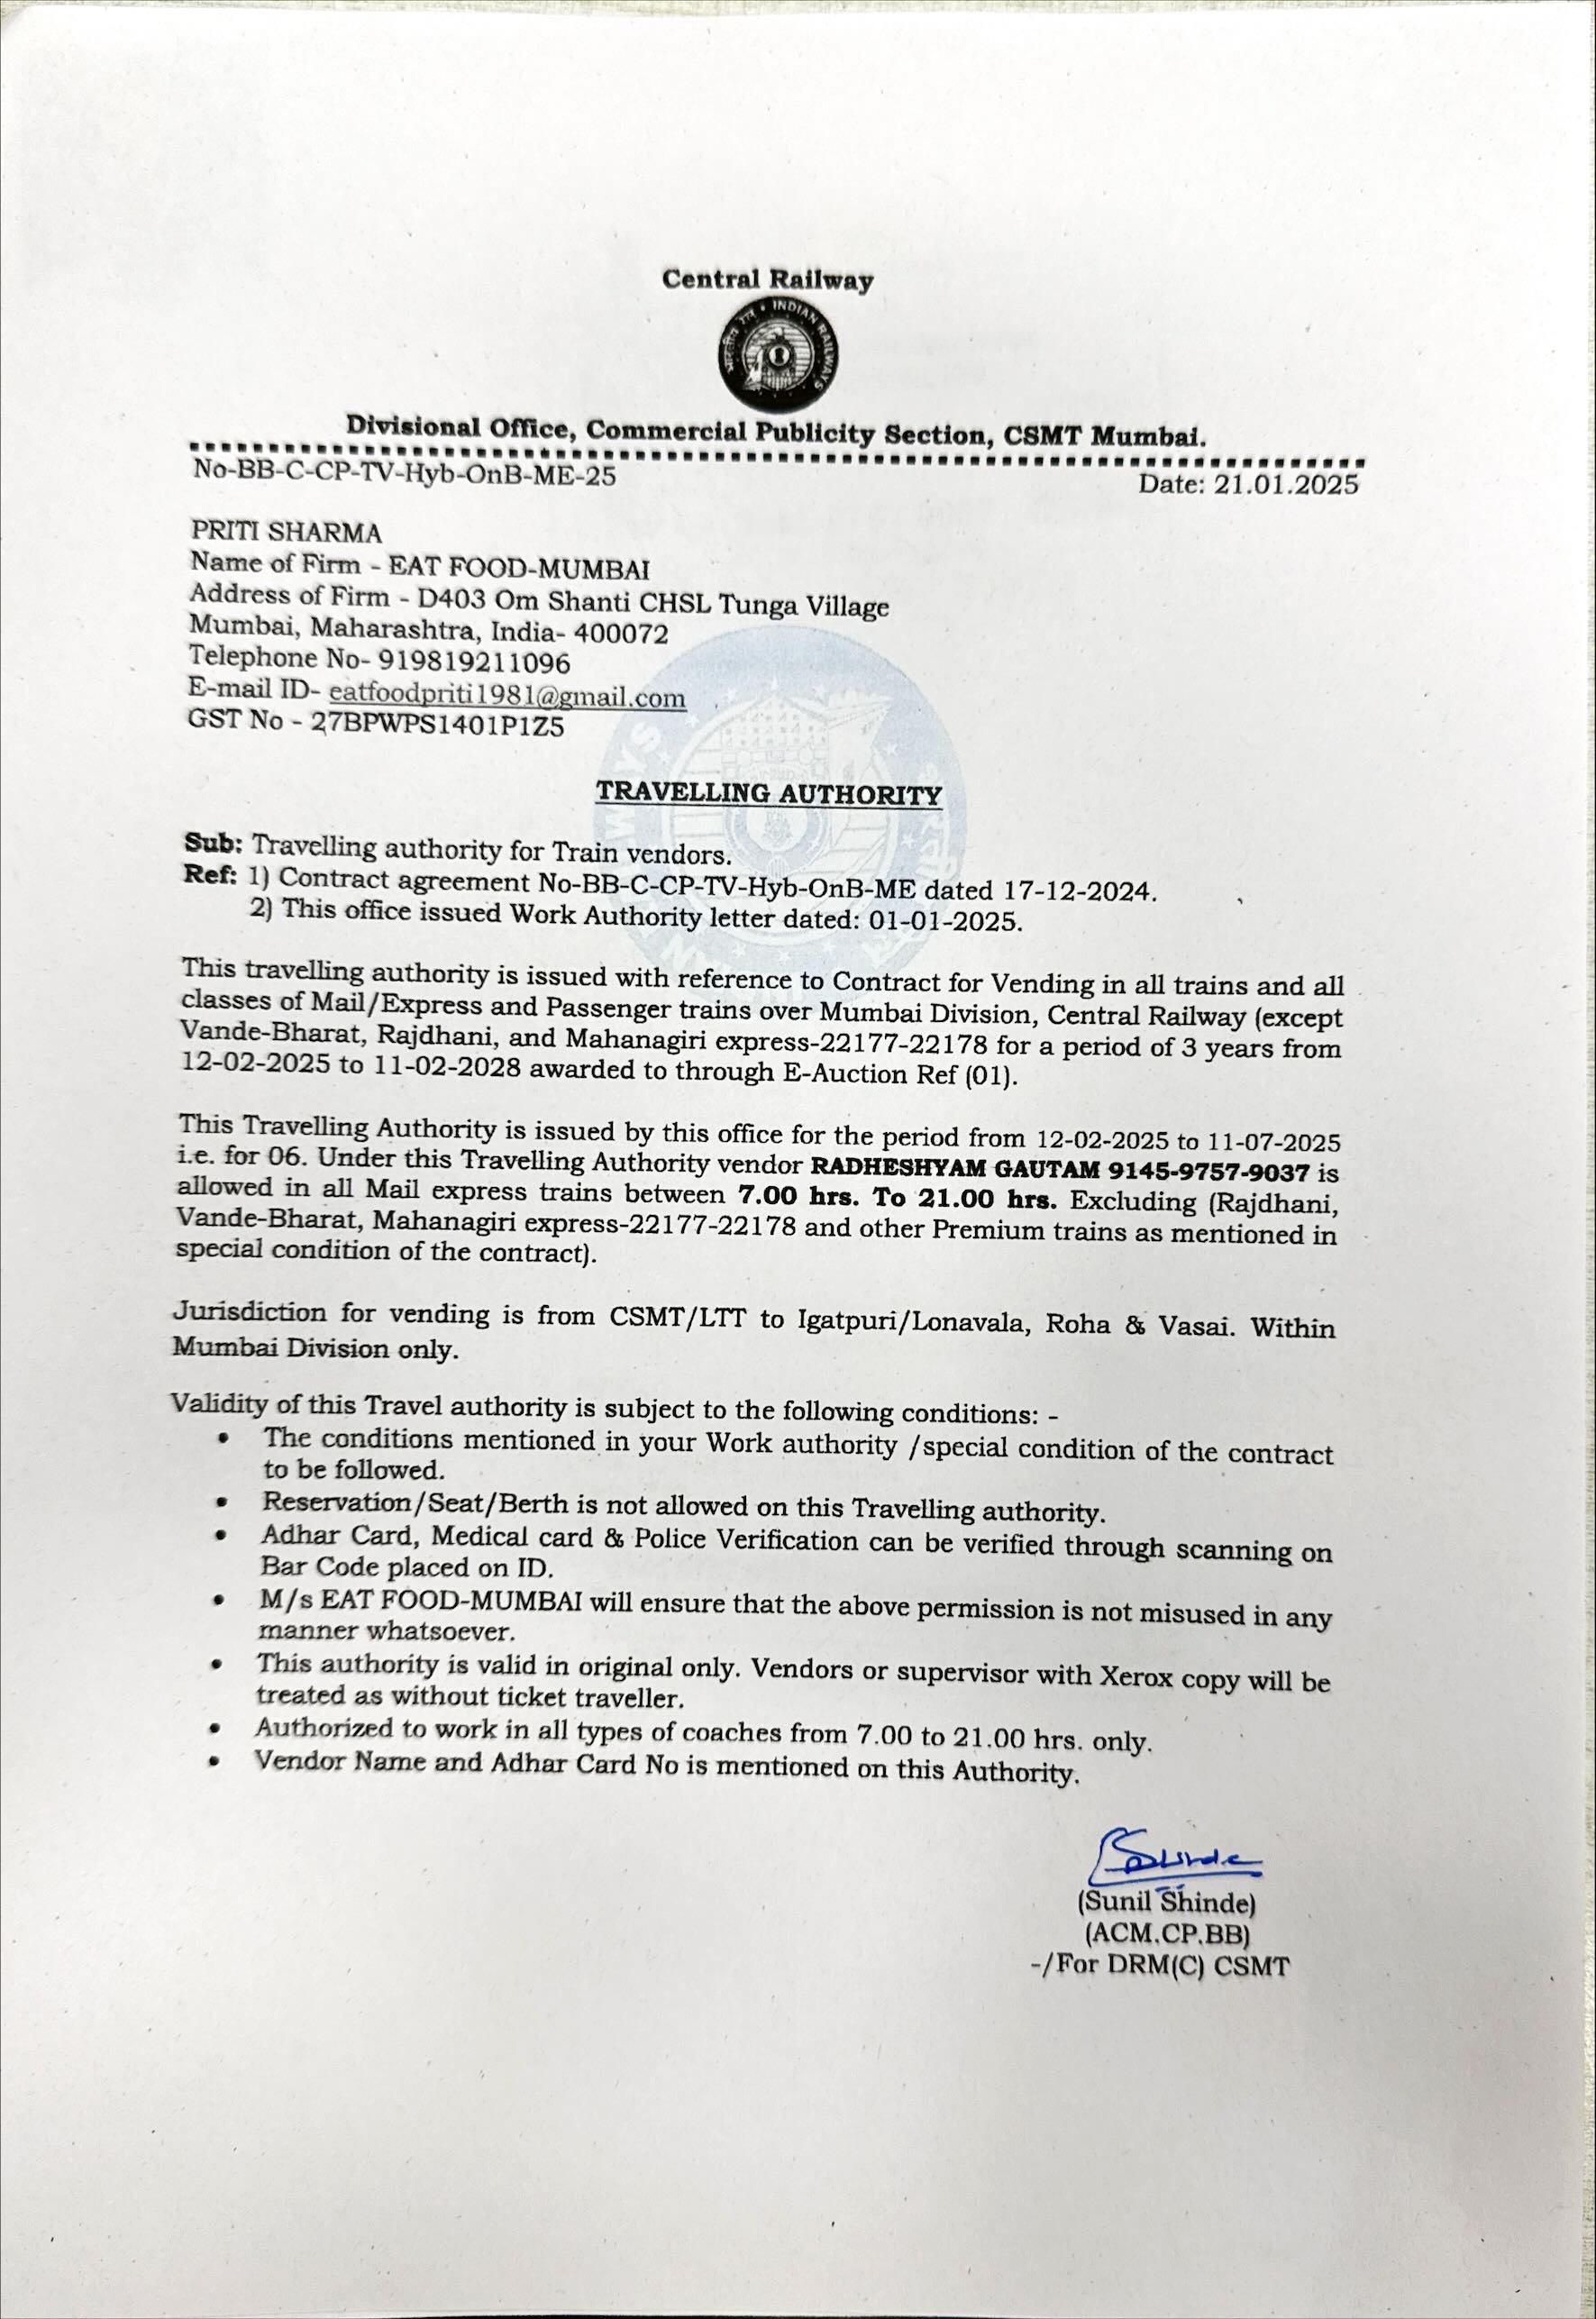 Central Railway
भारतीय रेल • INDIAN RAILWAYS
Divisional Office, Commercial Publicity Section, CSMT Mumbai.
No-BB-C-CP-TV-Hyb-OnB-ME-25
Date: 21.01.2025
PRITI SHARMA
Name of Firm - EAT FOOD-MUMBAI
Address of Firm - D403 Om Shanti CHSL Tunga Village
Mumbai, Maharashtra, India- 400072
Telephone No- 919819211096
E-mail ID- eatfoodpriti1981@gmail.com
GST No - 27BPWPS1401P1Z5
TRAVELLING AUTHORITY
Sub: Travelling authority for Train vendors.
Ref: 1) Contract agreement No-BB-C-CP-TV-Hyb-OnB-ME dated 17-12-2024.
2) This office issued Work Authority letter dated: 01-01-2025.
This travelling authority is issued with reference to Contract for Vending in all trains and all
classes of Mail/Express and Passenger trains over Mumbai Division, Central Railway (except
Vande-Bharat, Rajdhani, and Mahanagiri express-22177-22178 for a period of 3 years from
12-02-2025 to 11-02-2028 awarded to through E-Auction Ref (01).
This Travelling Authority is issued by this office for the period from 12-02-2025 to 11-07-2025
i.e. for 06. Under this Travelling Authority vendor RADHESHYAM GAUTAM 9145-9757-9037 is
allowed in all Mail express trains between 7.00 hrs. To 21.00 hrs. Excluding (Rajdhani,
Vande-Bharat, Mahanagiri express-22177-22178 and other Premium trains as mentioned in
special condition of the contract).
Jurisdiction for vending is from CSMT/LTT to Igatpuri/Lonavala, Roha & Vasai. Within
Mumbai Division only.
Validity of this Travel authority is subject to the following conditions: -
• The conditions mentioned in your Work authority /special condition of the contract
to be followed.
• Reservation/Seat/Berth is not allowed on this Travelling authority.
• Adhar Card, Medical card & Police Verification can be verified through scanning on
Bar Code placed on ID.
• M/s EAT FOOD-MUMBAI will ensure that the above permission is not misused in any
manner whatsoever.
• This authority is valid in original only. Vendors or supervisor with Xerox copy will be
treated as without ticket traveller.
• Authorized to work in all types of coaches from 7.00 to 21.00 hrs. only.
• Vendor Name and Adhar Card No is mentioned on this Authority.
Shinde
(Sunil Shinde)
(ACM.CP.BB)
-/For DRM(C) CSMT